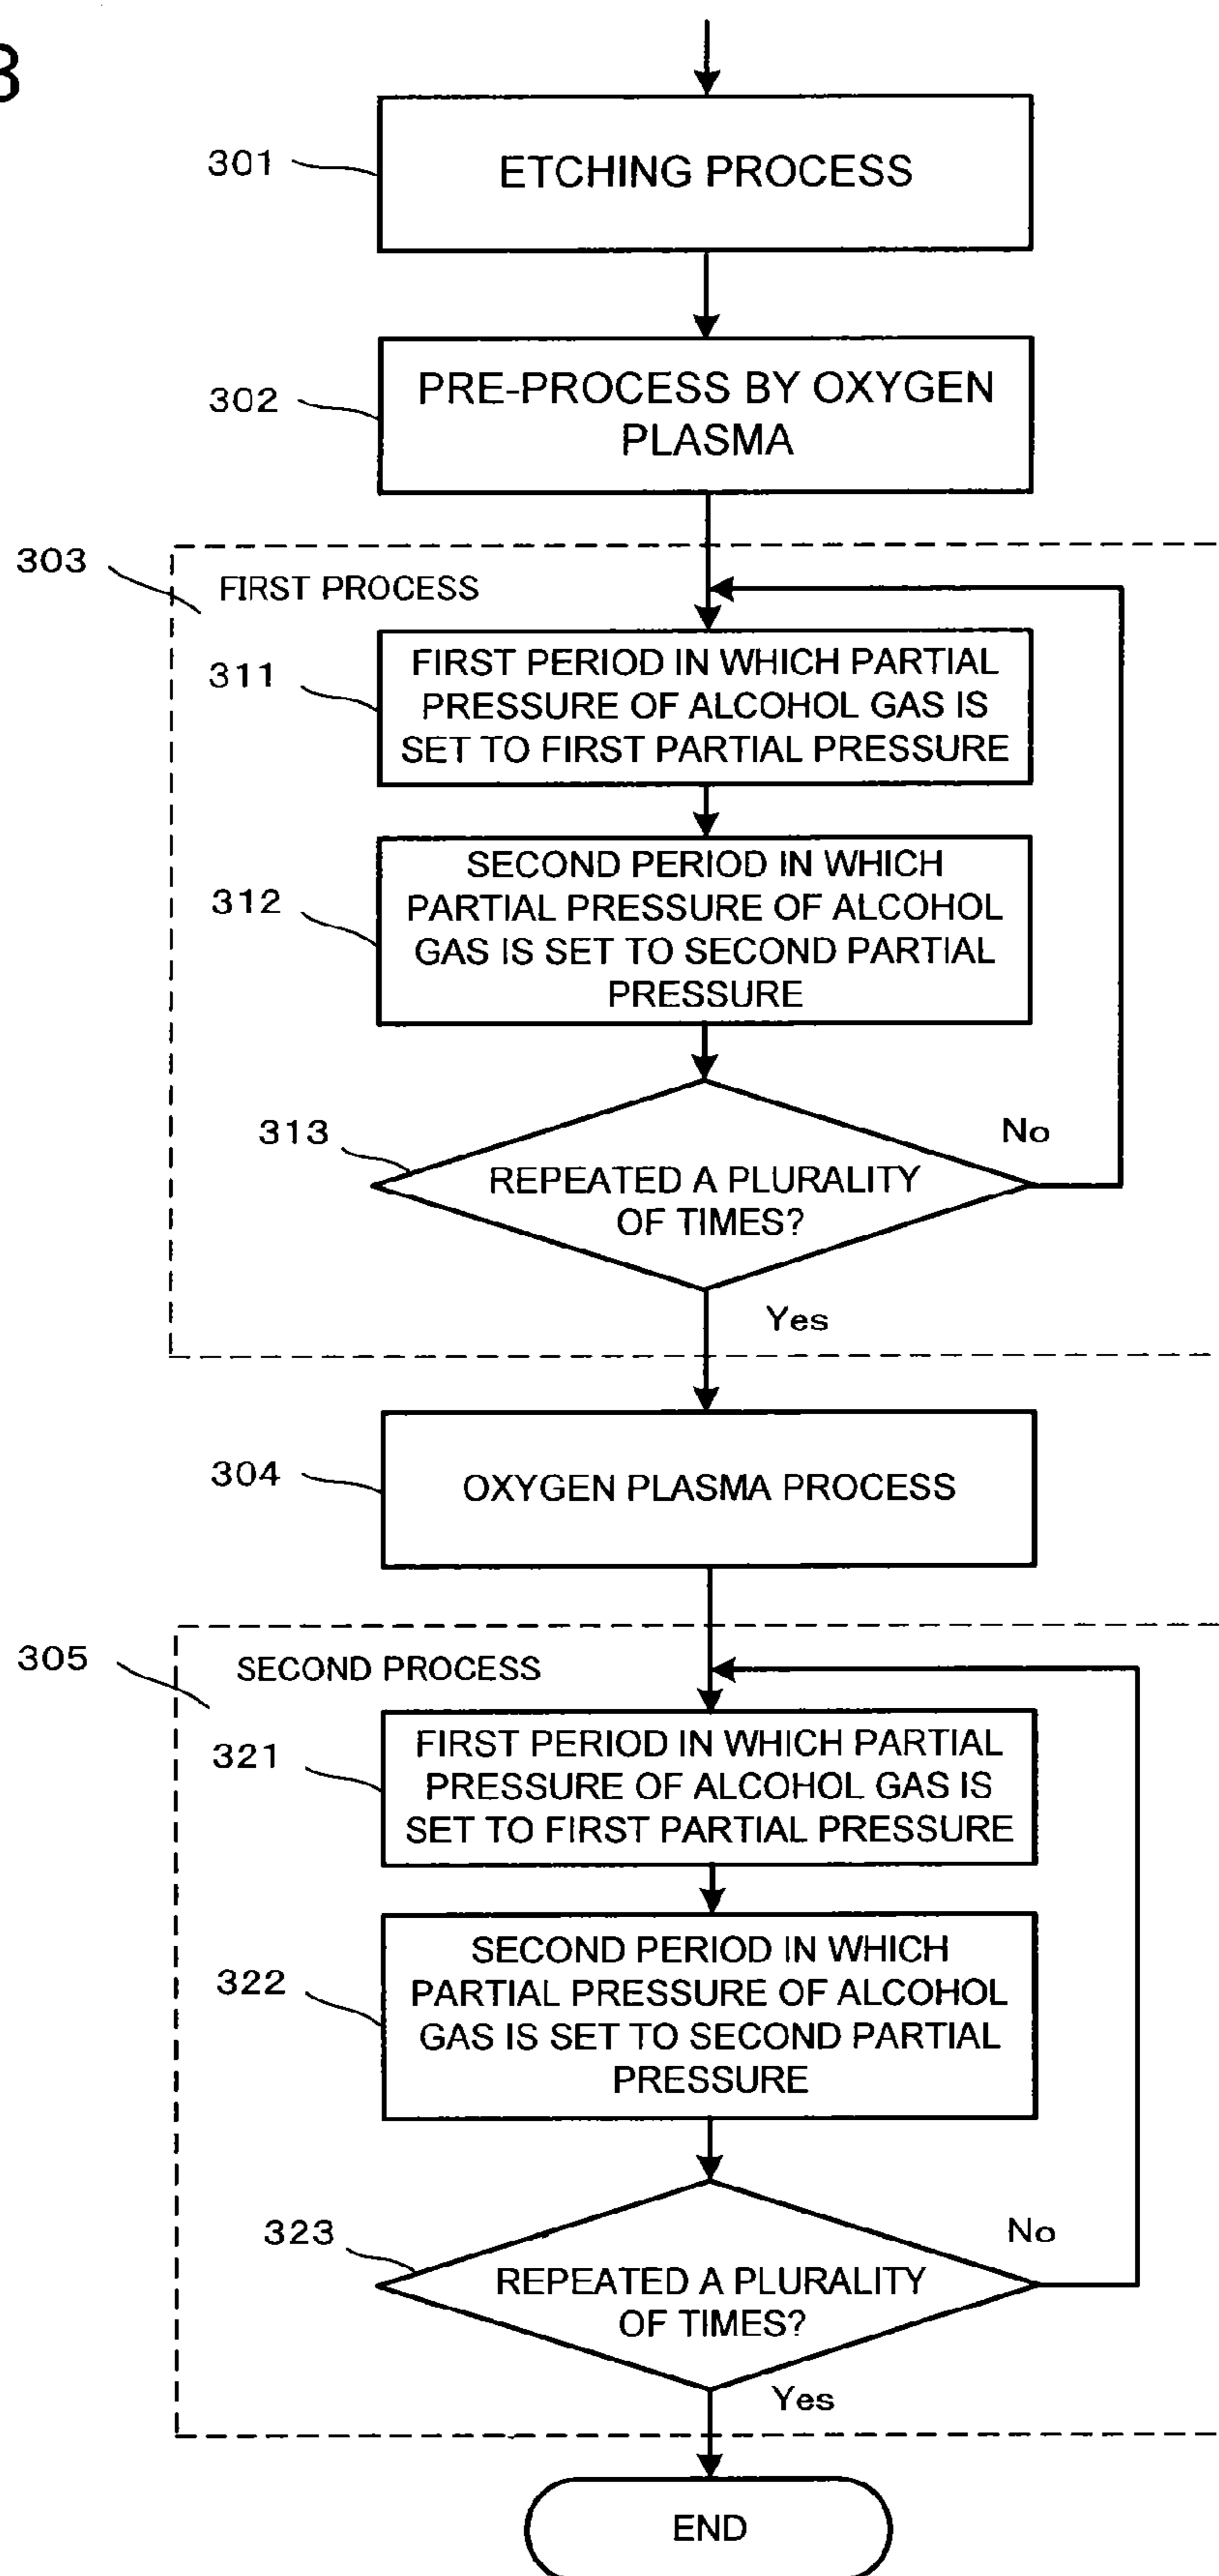 3
301
ETCHING PROCESS
302
PRE-PROCESS BY OXYGEN
PLASMA
303
FIRST PROCESS
311
FIRST PERIOD IN WHICH PARTIAL
PRESSURE OF ALCOHOL GAS IS
SET TO FIRST PARTIAL PRESSURE
312
SECOND PERIOD IN WHICH
PARTIAL PRESSURE OF ALCOHOL
GAS IS SET TO SECOND PARTIAL
PRESSURE
313
No
REPEATED A PLURALITY
OF TIMES?
Yes
304
OXYGEN PLASMA PROCESS
305
SECOND PROCESS
321
FIRST PERIOD IN WHICH PARTIAL
PRESSURE OF ALCOHOL GAS IS
SET TO FIRST PARTIAL PRESSURE
322
SECOND PERIOD IN WHICH
PARTIAL PRESSURE OF ALCOHOL
GAS IS SET TO SECOND PARTIAL
PRESSURE
323
No
REPEATED A PLURALITY
OF TIMES?
Yes
END